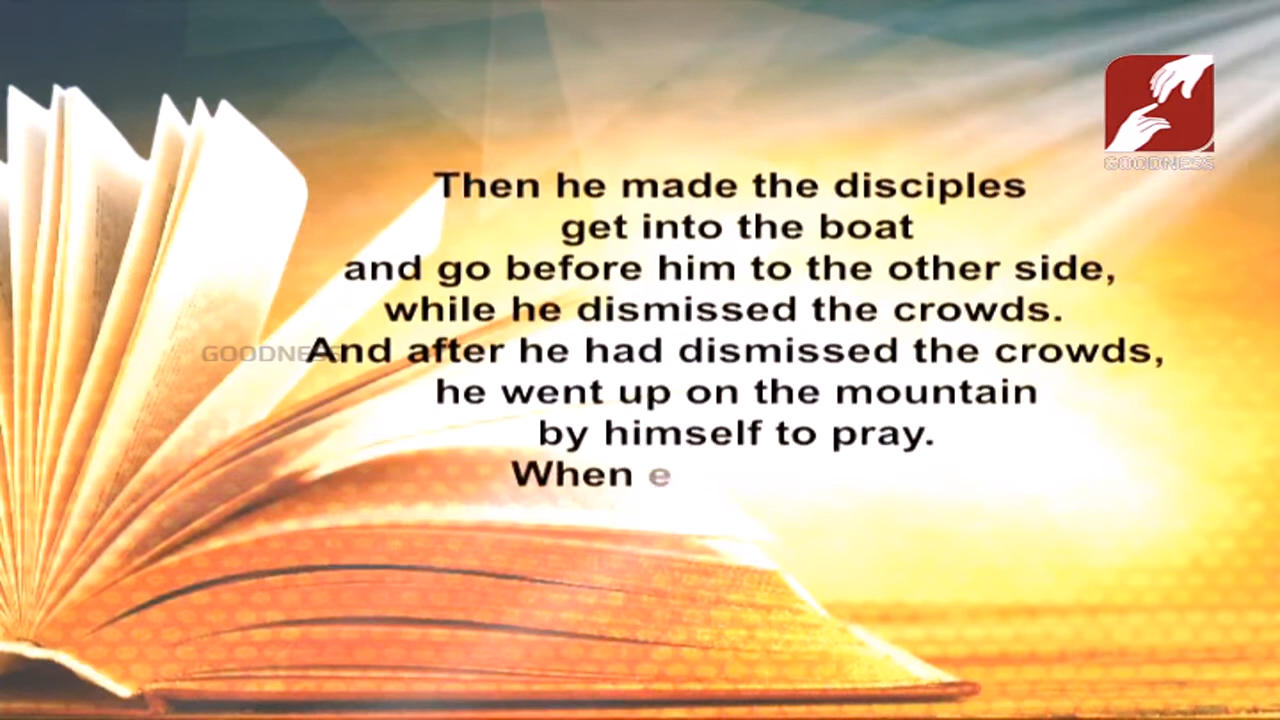 GOODNESS
Then he made the disciples
get into the boat
and go before him to the other side,
while he dismissed the crowds.
GOODNESS
And after he had dismissed the crowds,
he went up on the mountain
by himself to pray.
When e